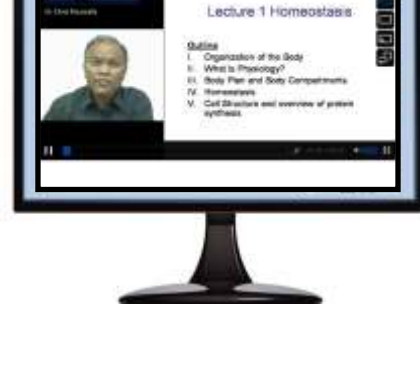 Lecture 1 Homeostasis
Outline
I. Organization of the Body
II. What is Physiology?
III. Body Plan and Body Compartments
IV. Homeostasis
V. Cell Structure and overview of protein
synthesis